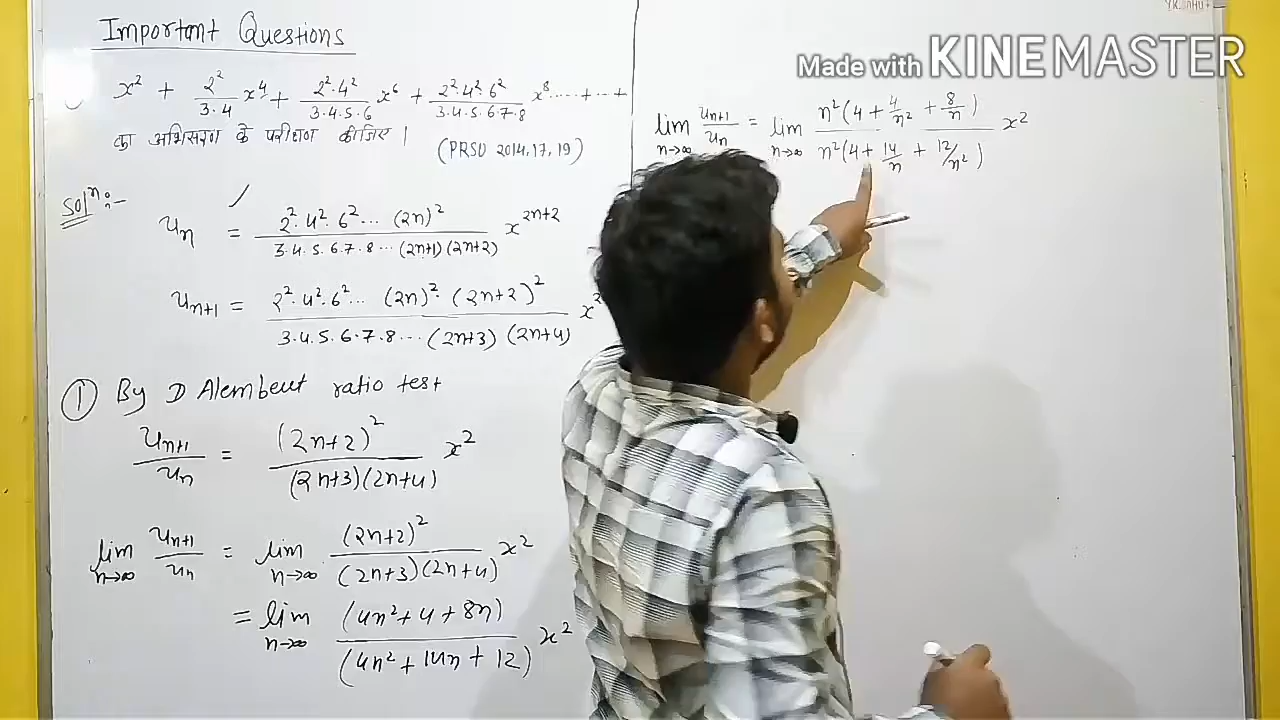 Important Questions
x² + 2²/3·4 x⁴ + 2²·4²/3·4·5·6 x⁶ + 2²·4²·6²/3·4·5·6·7·8 x⁸ ..... + --- +
का अभिसरण के परीक्षण कीजिए |
(PRSU 2014, 17, 19)
Solⁿ :-
uₙ = 2²·4²·6²... (2n)² / 3·4·5·6·7·8... (2n+1)(2n+2) x²ⁿ⁺²
uₙ₊₁ = 2²·4²·6²... (2n)²·(2n+2)² / 3·4·5·6·7·8... (2n+3)(2n+4)
① By D Alembeut ratio test
uₙ₊₁/uₙ = (2n+2)² / (2n+3)(2n+4) x²
lim n→∞ uₙ₊₁/uₙ = lim n→∞ (2n+2)² / (2n+3)(2n+4) x²
= lim n→∞ (4n²+4+8n) / (4n²+14n+12) x²
Made with KINEMASTER
lim n→∞ uₙ₊₁/uₙ = lim n→∞ n²(4 + 4/n² + 8/n) / n²(4 + 14/n + 12/n²) x²